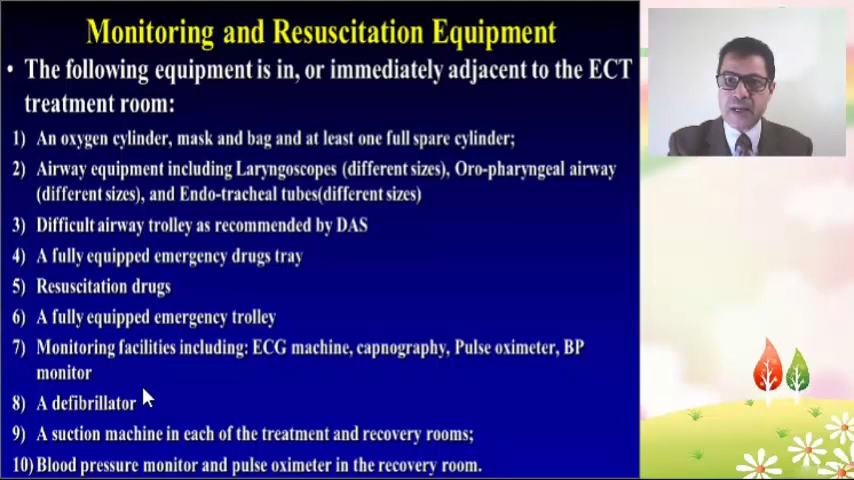 Monitoring and Resuscitation Equipment
• The following equipment is in, or immediately adjacent to the ECT
treatment room:
1) An oxygen cylinder, mask and bag and at least one full spare cylinder;
2) Airway equipment including Laryngoscopes (different sizes), Oro-pharyngeal airway
(different sizes), and Endo-tracheal tubes(different sizes)
3) Difficult airway trolley as recommended by DAS
4) A fully equipped emergency drugs tray
5) Resuscitation drugs
6) A fully equipped emergency trolley
7) Monitoring facilities including: ECG machine, capnography, Pulse oximeter, BP
monitor
8) A defibrillator
9) A suction machine in each of the treatment and recovery rooms;
10) Blood pressure monitor and pulse oximeter in the recovery room.